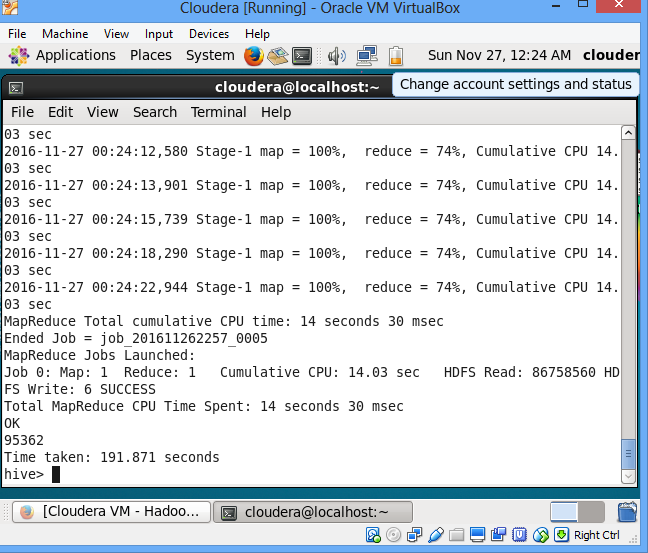 Cloudera [Running] - Oracle VM VirtualBox
File Machine View Input Devices Help
Applications Places System Sun Nov 27, 12:24 AM clouder
cloudera@localhost:~
Change account settings and status
File Edit View Search Terminal Help
03 sec
2016-11-27 00:24:12,580 Stage-1 map = 100%,  reduce = 74%, Cumulative CPU 14.
03 sec
2016-11-27 00:24:13,901 Stage-1 map = 100%,  reduce = 74%, Cumulative CPU 14.
03 sec
2016-11-27 00:24:15,739 Stage-1 map = 100%,  reduce = 74%, Cumulative CPU 14.
03 sec
2016-11-27 00:24:18,290 Stage-1 map = 100%,  reduce = 74%, Cumulative CPU 14.
03 sec
2016-11-27 00:24:22,944 Stage-1 map = 100%,  reduce = 74%, Cumulative CPU 14.
03 sec
MapReduce Total cumulative CPU time: 14 seconds 30 msec
Ended Job = job_201611262257_0005
MapReduce Jobs Launched:
Job 0: Map: 1  Reduce: 1   Cumulative CPU: 14.03 sec   HDFS Read: 86758560 HD
FS Write: 6 SUCCESS
Total MapReduce CPU Time Spent: 14 seconds 30 msec
OK
95362
Time taken: 191.871 seconds
hive>
[Cloudera VM - Hadoo... cloudera@localhost:~
Right Ctrl